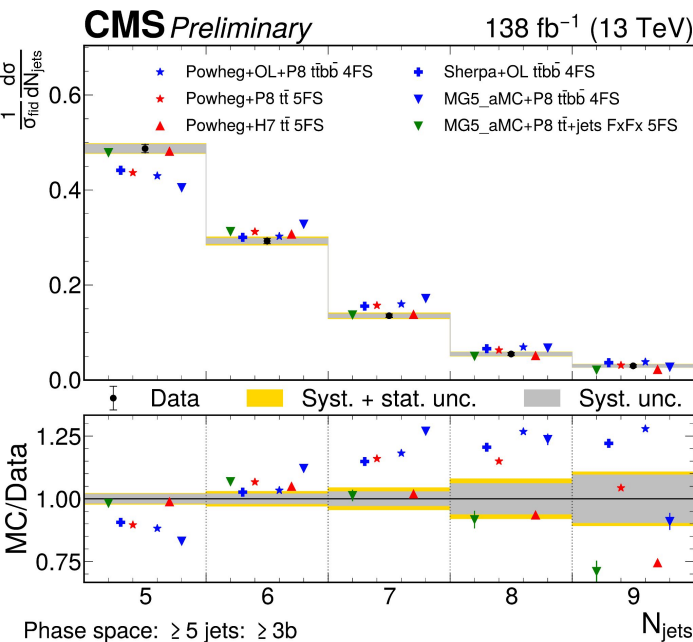 CMS Preliminary 138 fb⁻¹ (13 TeV)
1/σfid dσ/dNjets
Powheg+OL+P8 tt̄bb̄ 4FS
Powheg+P8 tt̄ 5FS
Powheg+H7 tt̄ 5FS
Sherpa+OL tt̄bb̄ 4FS
MG5_aMC+P8 tt̄bb̄ 4FS
MG5_aMC+P8 tt̄+jets FxFx 5FS
0.6
0.4
0.2
0.0
Data Syst. + stat. unc. Syst. unc.
MC/Data
1.25
1.00
0.75
5 6 7 8 9
Njets
Phase space: ≥ 5 jets: ≥ 3b